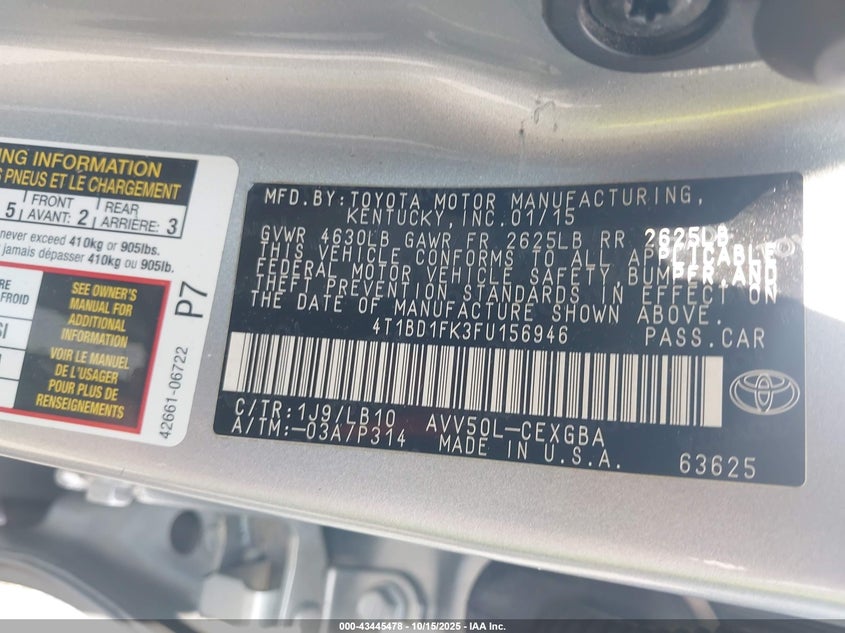 ING INFORMATION
S PNEUS ET LE CHARGEMENT
5 FRONT AVANT: 2 REAR ARRIÈRE: 3
never exceed 410kg or 905lbs.
jamais dépasser 410kg ou 905lb.
RE
FROID
SI
SEE OWNER'S
MANUAL FOR
ADDITIONAL
INFORMATION
VOIR LE MANUEL
DE L'USAGER
POUR PLUS DE
RENSEIGNEMENTS
P7
42661-06722
MFD.BY:TOYOTA MOTOR MANUFACTURING,
KENTUCKY, INC.01/15
GVWR 4630LB GAWR FR 2625LB RR 2625LB
THIS VEHICLE CONFORMS TO ALL APPLICABLE
FEDERAL MOTOR VEHICLE SAFETY, BUMPER, AND
THEFT PREVENTION STANDARDS IN EFFECT ON
THE DATE OF MANUFACTURE SHOWN ABOVE.
4T1BD1FK3FU156946 PASS.CAR
C/TR:1J9/LB10 AVV50L-CEXGBA
A/TM:-03A7P314 MADE IN U.S.A.
63625
000-43445478 - 10/15/2025 - IAA Inc.